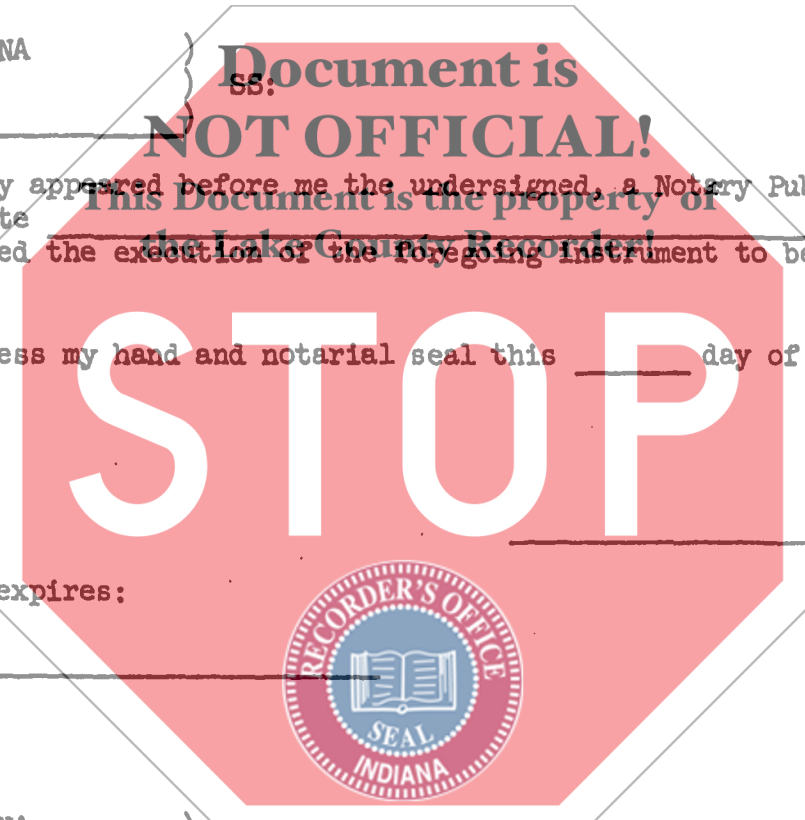 NA
SS:
Document is
NOT OFFICIAL!
y appeared before me the undersigned, a Notary Pub
This Document is the property of
te
the Lake County Recorder!
ed the execution of the foregoing instrument to be
STOP
ess my hand and notarial seal this day of
expires:
RECORDER'S OFFICE
SEAL
INDIANA